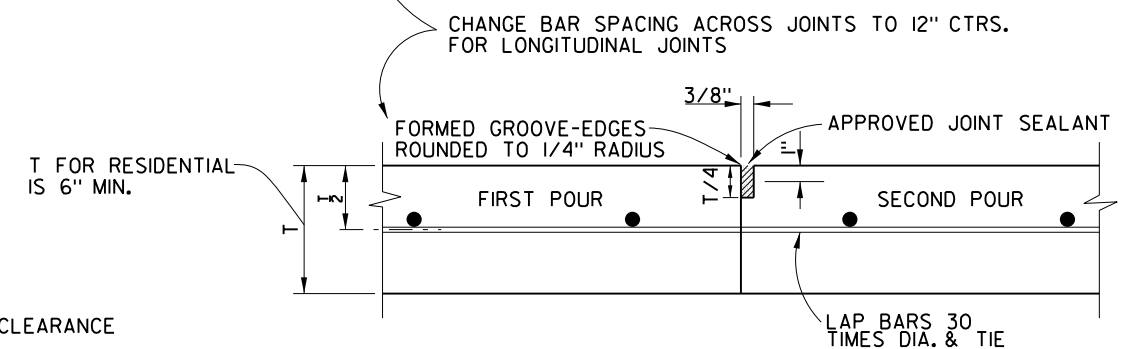 CHANGE BAR SPACING ACROSS JOINTS TO 12" CTRS.
FOR LONGITUDINAL JOINTS
3/8"
FORMED GROOVE-EDGES
ROUNDED TO 1/4" RADIUS
APPROVED JOINT SEALANT
1"
T FOR RESIDENTIAL
IS 6" MIN.
T/2
T/4
FIRST POUR
SECOND POUR
T
CLEARANCE
LAP BARS 30
TIMES DIA. & TIE